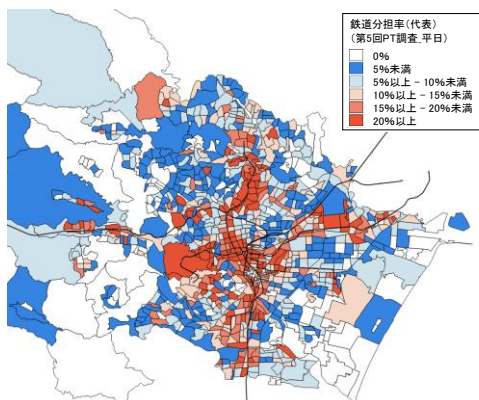 鉄道分担率(代表)
(第5回PT調査_平日)
0%
5%未満
5%以上 - 10%未満
10%以上 - 15%未満
15%以上 - 20%未満
20%以上